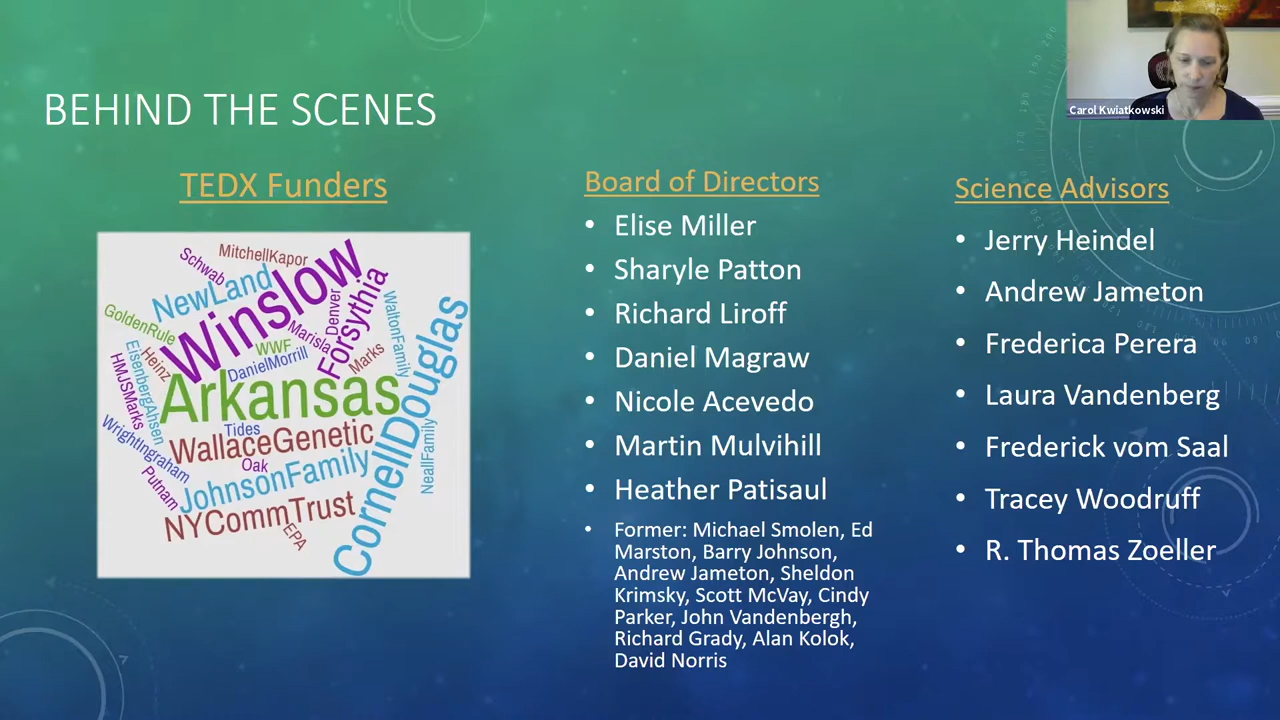 BEHIND THE SCENES
Carol Kwiatkowski
TEDX Funders
MitchellKapor
Schwab
NewLand
Winslow
GoldenRule
Denver
Forsythia
WaltonFamily
Marisla
WWF
DanielMorrill
Marks
Heinz
EisenbergAhsen
HMJSMarks
Arkansas
CornellDouglas
Tides
WallaceGenetic
WrightIngraham
Oak
NeallFamily
JohnsonFamily
Putnam
NYCommTrust
EPA
Board of Directors
• Elise Miller
• Sharyle Patton
• Richard Liroff
• Daniel Magraw
• Nicole Acevedo
• Martin Mulvihill
• Heather Patisaul
• Former: Michael Smolen, Ed
Marston, Barry Johnson,
Andrew Jameton, Sheldon
Krimsky, Scott McVay, Cindy
Parker, John Vandenbergh,
Richard Grady, Alan Kolok,
David Norris
Science Advisors
• Jerry Heindel
• Andrew Jameton
• Frederica Perera
• Laura Vandenberg
• Frederick vom Saal
• Tracey Woodruff
• R. Thomas Zoeller